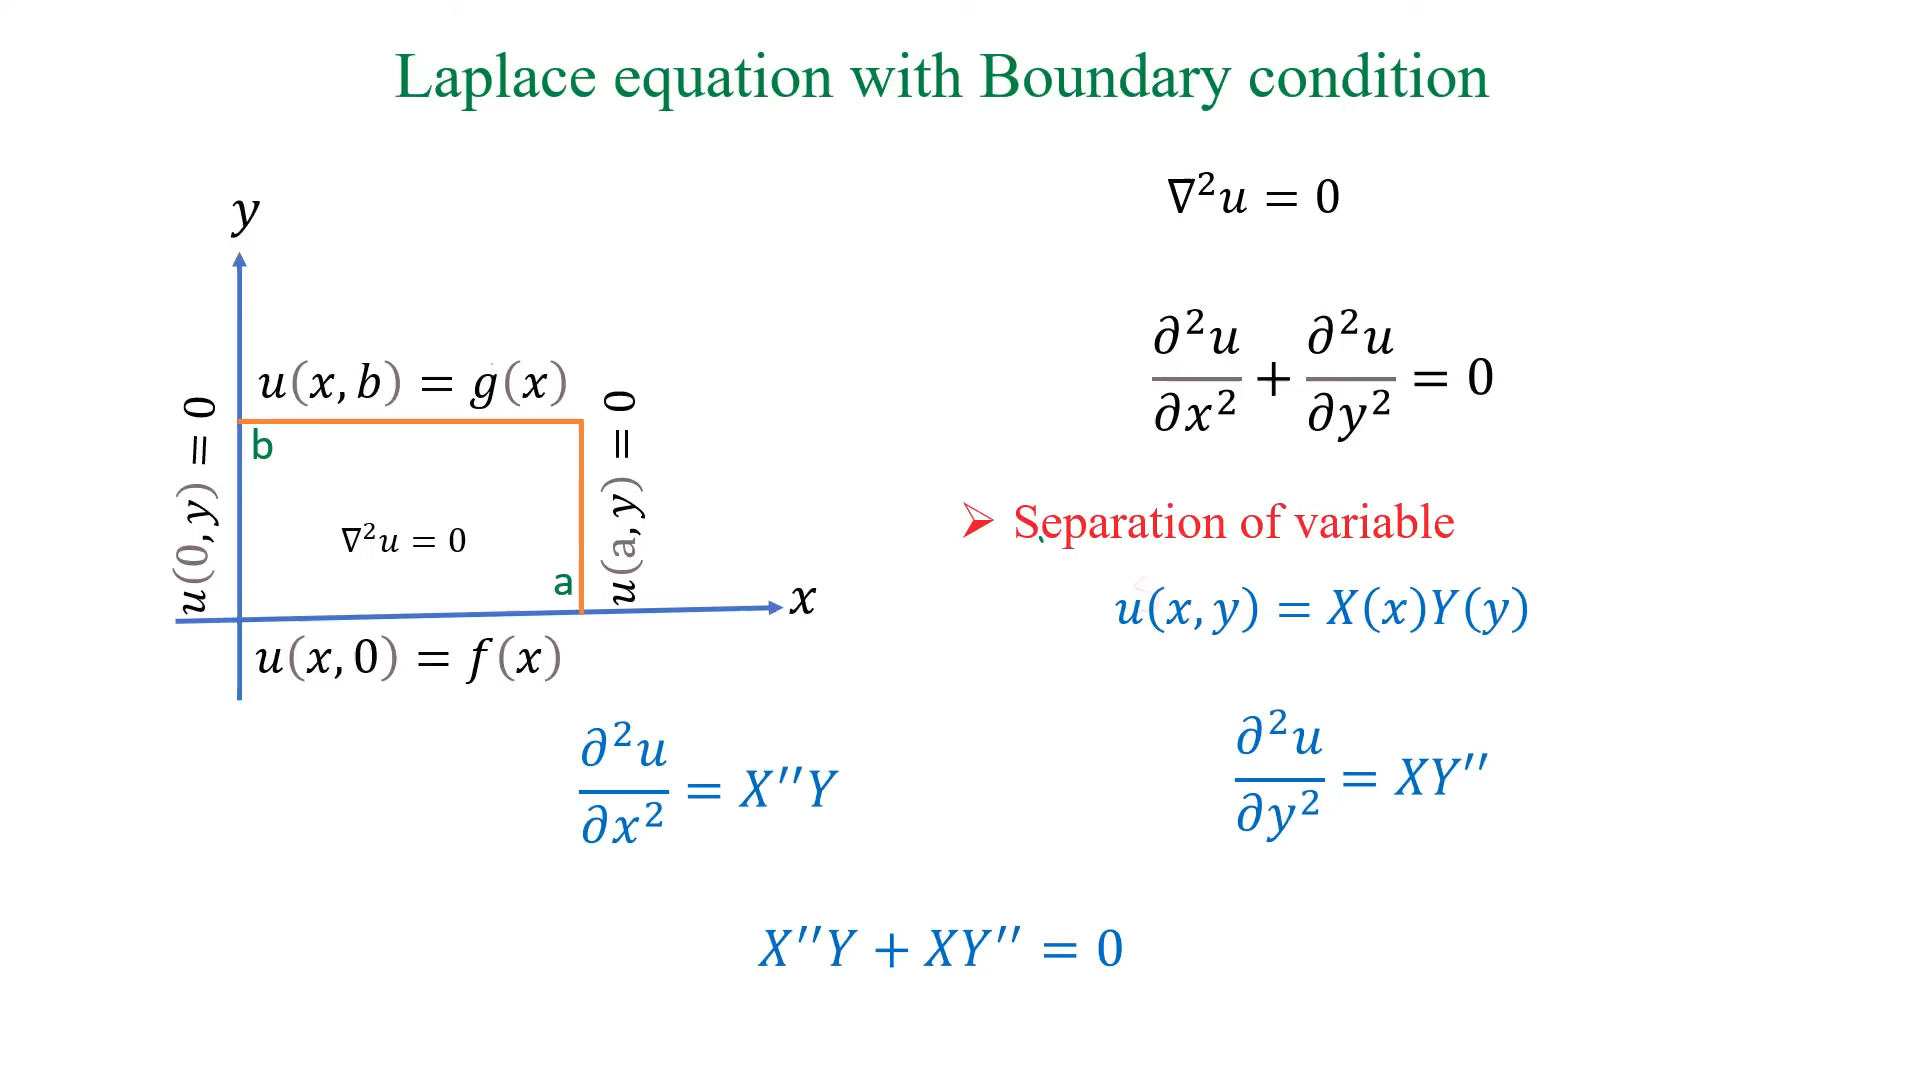 Laplace equation with Boundary condition
∇²u = 0
y
∂²u/∂x² + ∂²u/∂y² = 0
u(x, b) = g(x)
u(0, y) = 0
u(a, y) = 0
b
∇²u = 0
a
x
u(x, 0) = f(x)
➢ Separation of variable
u(x, y) = X(x)Y(y)
∂²u/∂x² = X′′Y
∂²u/∂y² = XY′′
X′′Y + XY′′ = 0